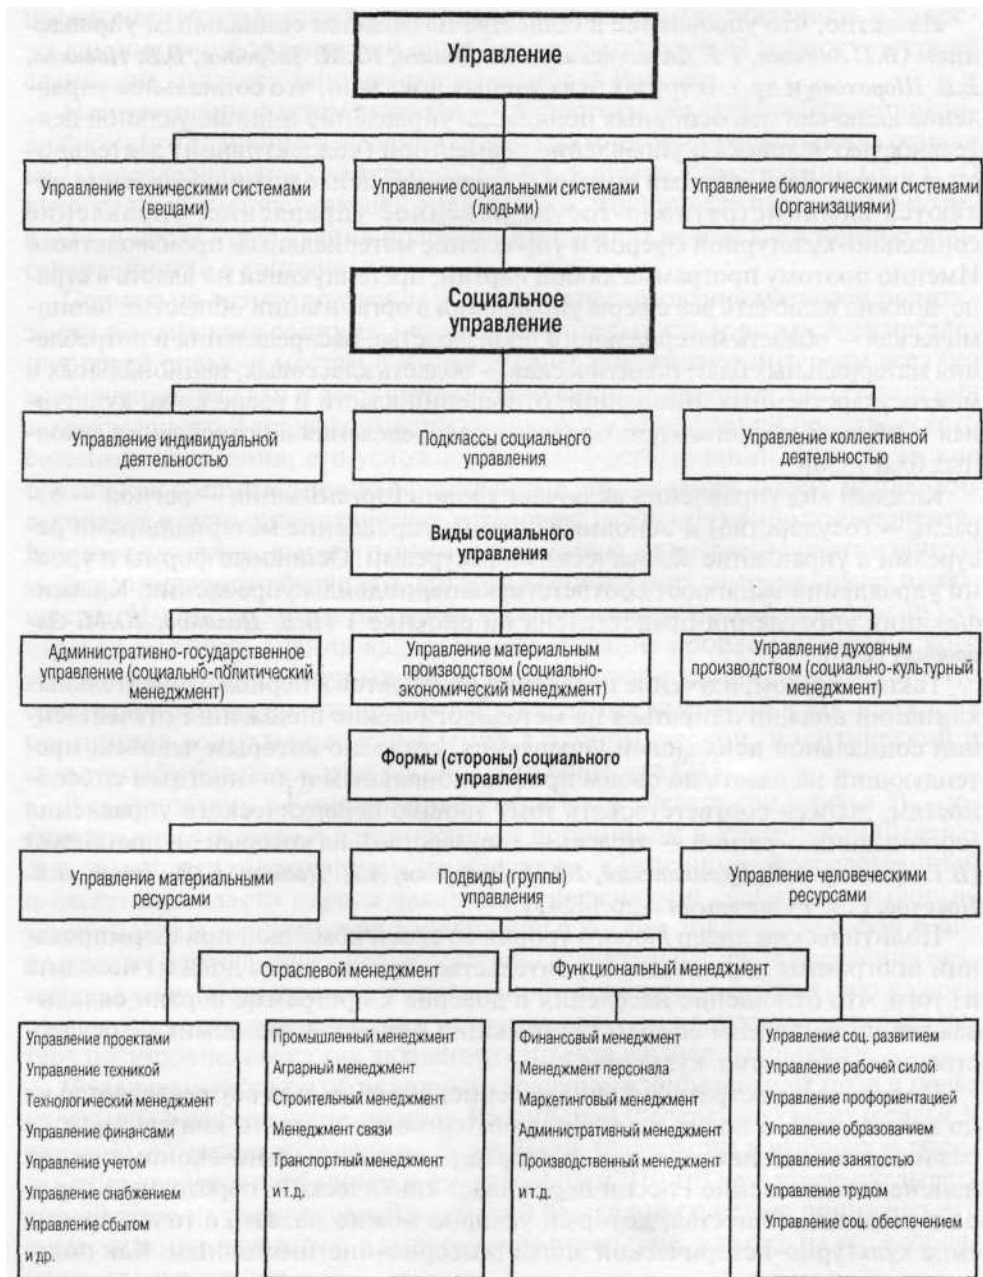 Управление
Управление техническими системами
(вещами)
Управление социальными системами
(людьми)
Управление биологическими системами
(организациями)
Социальное
управление
Управление индивидуальной
деятельностью
Подклассы социального
управления
Управление коллективной
деятельностью
Виды социального
управления
Административно-государственное
управление (социально-политический
менеджмент)
Управление материальным
производством (социально-
экономический менеджмент)
Управление духовным
производством (социально-культурный
менеджмент)
Формы (стороны) социального
управления
Управление материальными
ресурсами
Подвиды (группы)
управления
Управление человеческими
ресурсами
Отраслевой менеджмент
Функциональный менеджмент
Управление проектами
Управление техникой
Технологический менеджмент
Управление финансами
Управление учетом
Управление снабжением
Управление сбытом
и др.
Промышленный менеджмент
Аграрный менеджмент
Строительный менеджмент
Менеджмент связи
Транспортный менеджмент
и т.д.
Финансовый менеджмент
Менеджмент персонала
Маркетинговый менеджмент
Административный менеджмент
Производственный менеджмент
и т.д.
Управление соц. развитием
Управление рабочей силой
Управление профориентацией
Управление образованием
Управление занятостью
Управление трудом
Управление соц. обеспечением